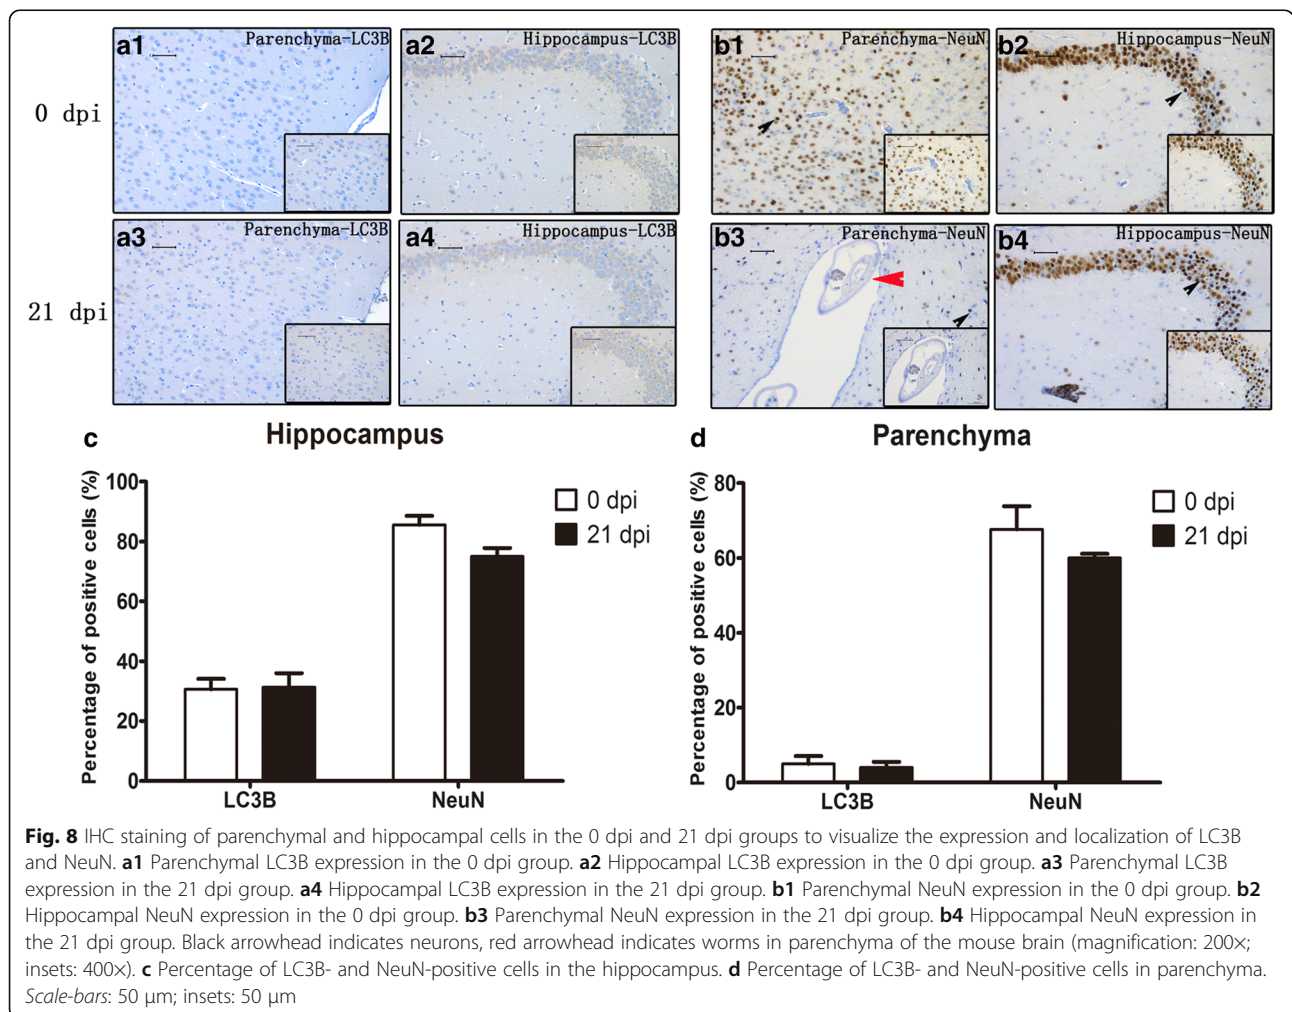 a1 Parenchyma-LC3B
a2 Hippocampus-LC3B
b1 Parenchyma-NeuN
b2 Hippocampus-NeuN
0 dpi
a3 Parenchyma-LC3B
a4 Hippocampus-LC3B
b3 Parenchyma-NeuN
b4 Hippocampus-NeuN
21 dpi
c Hippocampus
Percentage of positive cells (%)
100
80
60
40
20
0
LC3B NeuN
0 dpi
21 dpi
d Parenchyma
Percentage of positive cells (%)
80
60
40
20
0
LC3B NeuN
0 dpi
21 dpi
Fig. 8 IHC staining of parenchymal and hippocampal cells in the 0 dpi and 21 dpi groups to visualize the expression and localization of LC3B
and NeuN. a1 Parenchymal LC3B expression in the 0 dpi group. a2 Hippocampal LC3B expression in the 0 dpi group. a3 Parenchymal LC3B
expression in the 21 dpi group. a4 Hippocampal LC3B expression in the 21 dpi group. b1 Parenchymal NeuN expression in the 0 dpi group. b2
Hippocampal NeuN expression in the 0 dpi group. b3 Parenchymal NeuN expression in the 21 dpi group. b4 Hippocampal NeuN expression in
the 21 dpi group. Black arrowhead indicates neurons, red arrowhead indicates worms in parenchyma of the mouse brain (magnification: 200×;
insets: 400×). c Percentage of LC3B- and NeuN-positive cells in the hippocampus. d Percentage of LC3B- and NeuN-positive cells in parenchyma.
Scale-bars: 50 μm; insets: 50 μm